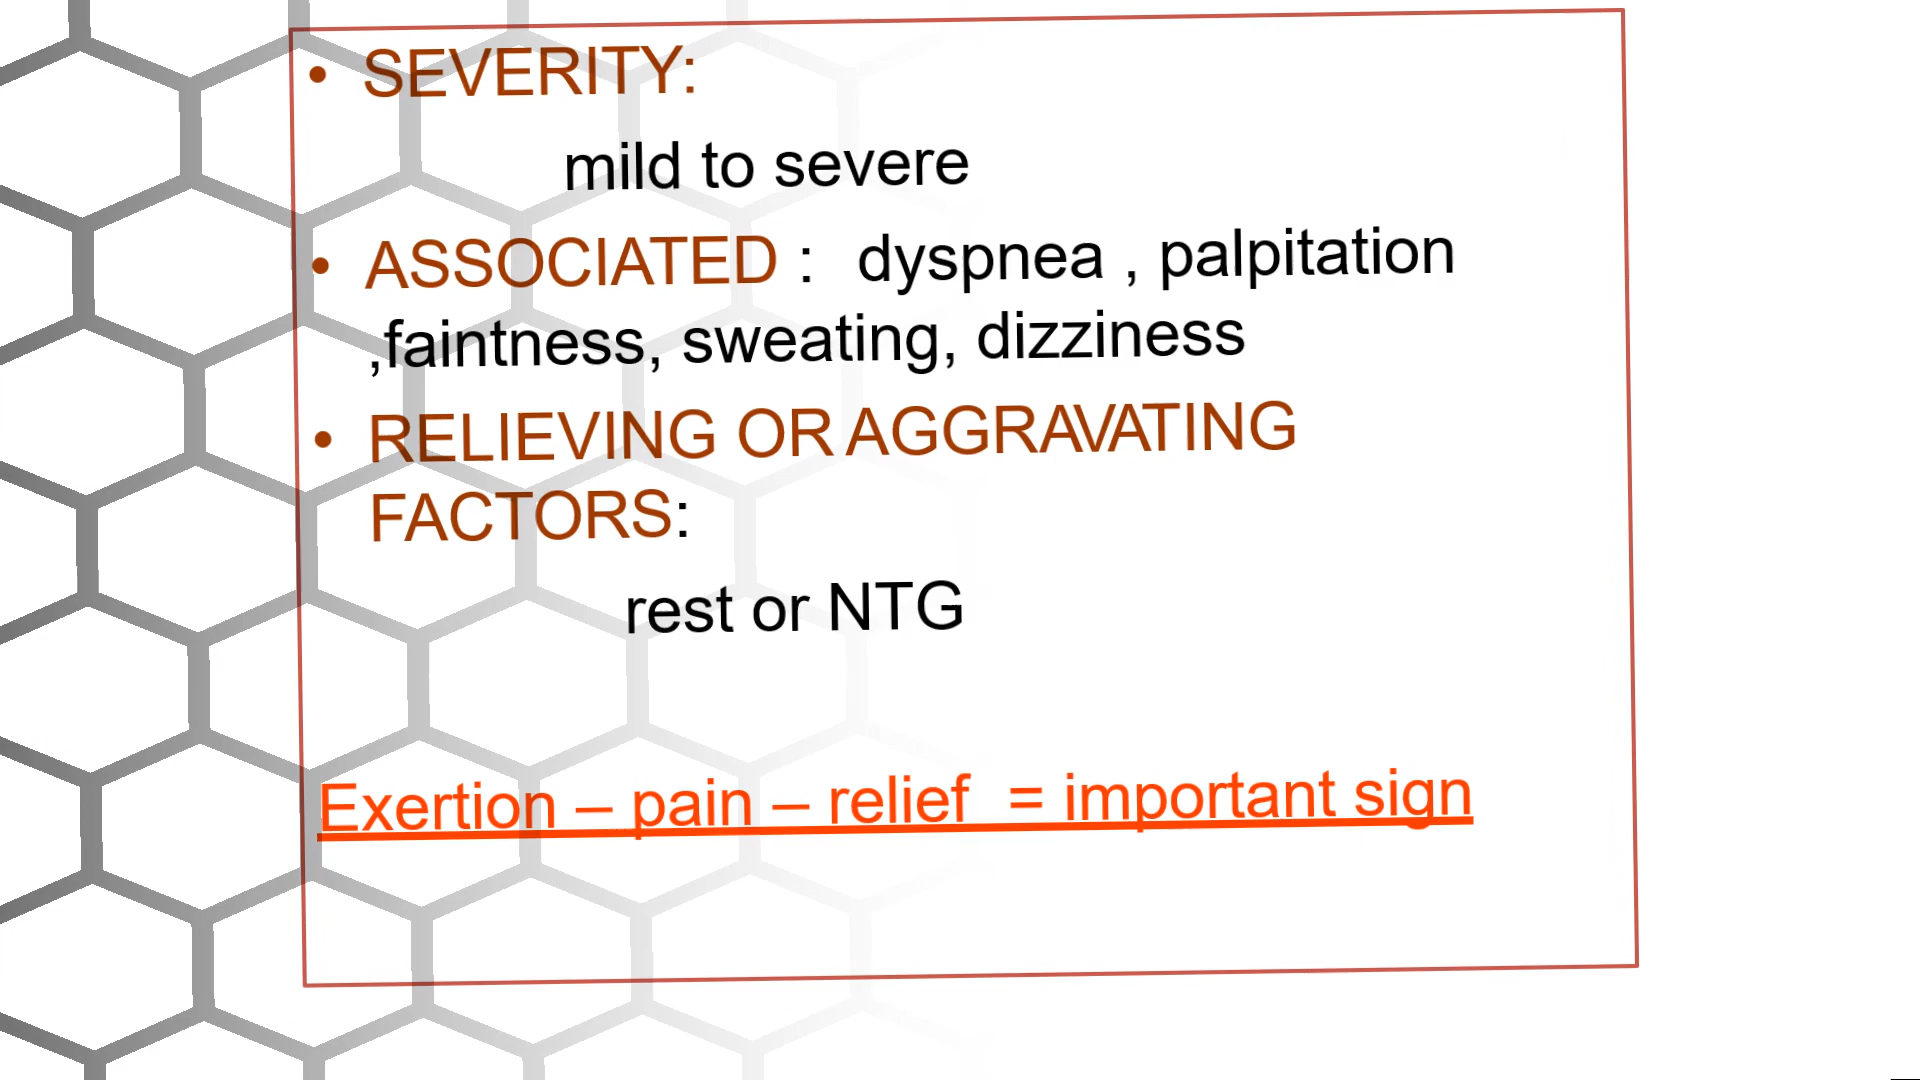 • SEVERITY:
mild to severe
• ASSOCIATED : dyspnea , palpitation
,faintness, sweating, dizziness
• RELIEVING OR AGGRAVATING
FACTORS:
rest or NTG
Exertion – pain – relief = important sign